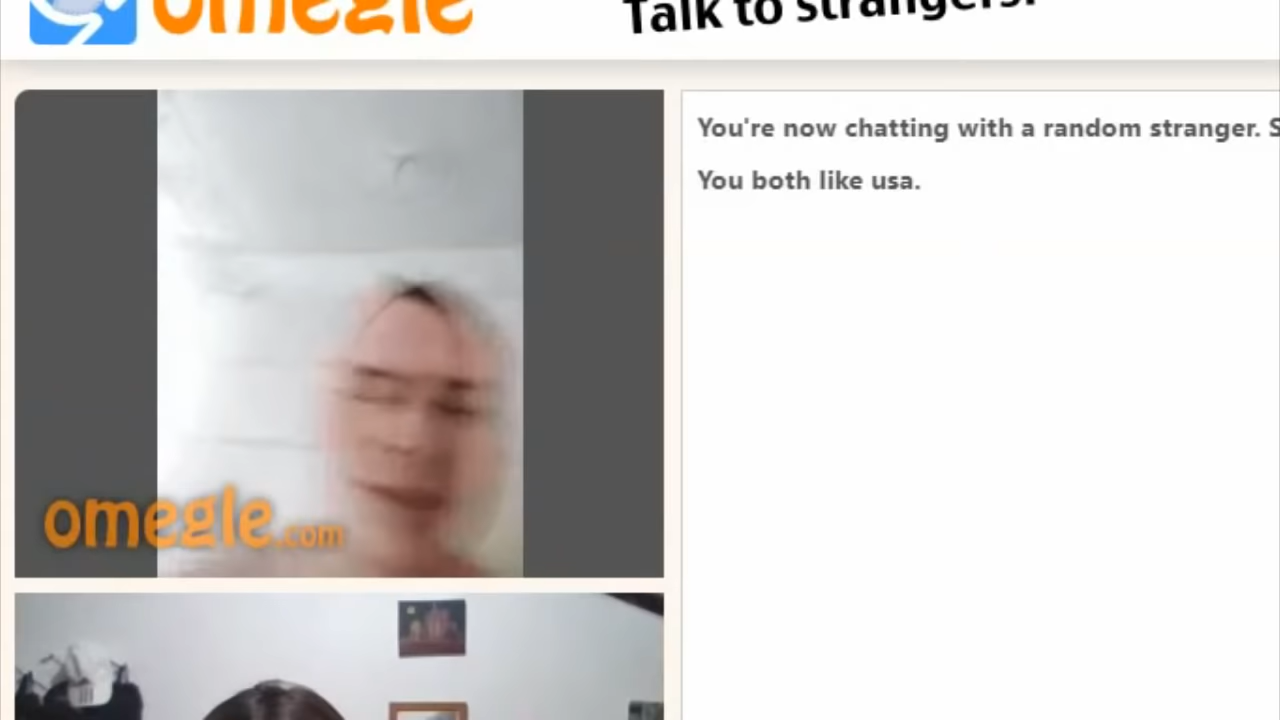 omegle
Talk to strangers!
You're now chatting with a random stranger. S
You both like usa.
omegle.com